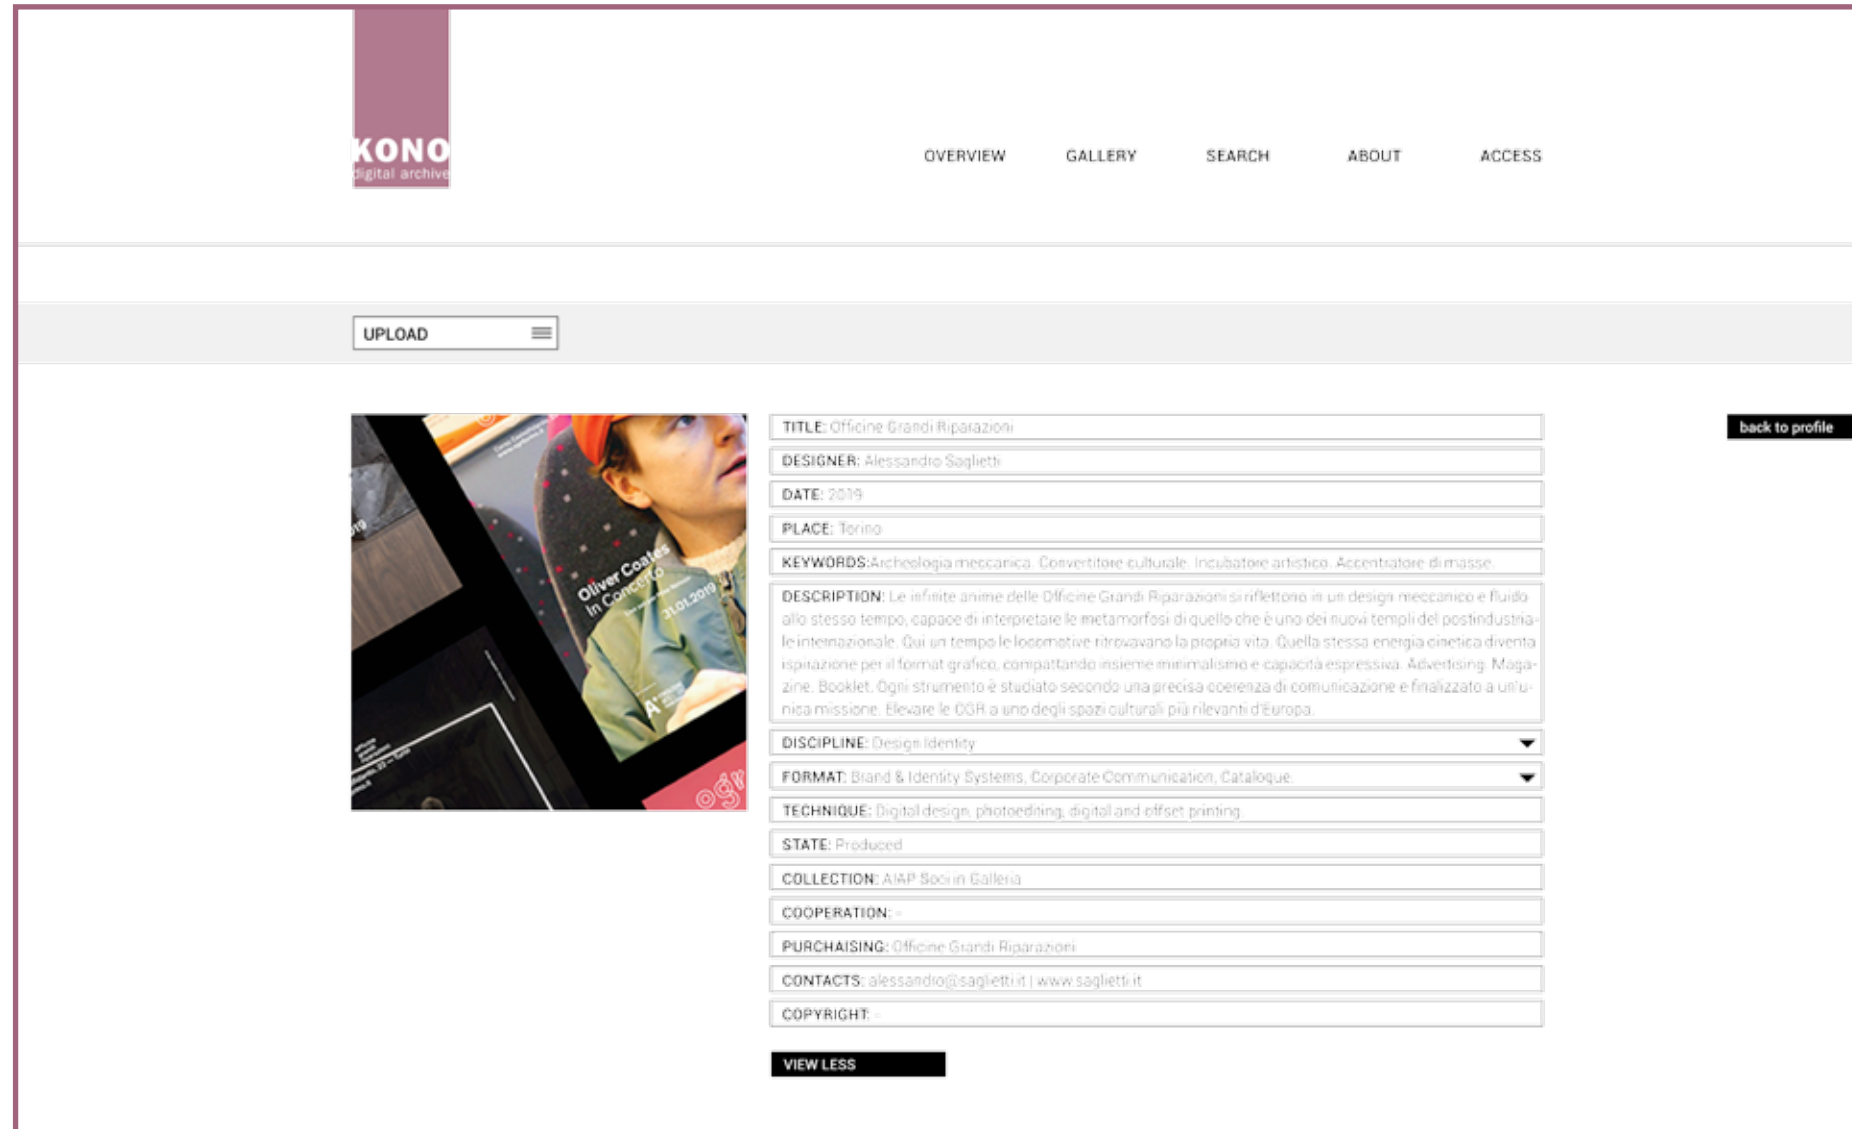 KONO
digital archive
OVERVIEW GALLERY SEARCH ABOUT ACCESS
UPLOAD
Oliver Coates
In Concerto
31.01.2019
ogr
TITLE: Officine Grandi Riparazioni
back to profile
DESIGNER: Alessandro Saglietti
DATE: 2019
PLACE: Torino
KEYWORDS:Archeologia meccanica. Convertitore culturale. Incubatore artistico. Accentratore di masse.
DESCRIPTION: Le infinite anime delle Officine Grandi Riparazioni si riflettono in un design meccanico e fluido
allo stesso tempo, capace di interpretare le metamorfosi di quello che è uno dei nuovi templi del postindustria-
le internazionale. Qui un tempo le locomotive ritrovavano la propria vita. Quella stessa energia cinetica diventa
ispirazione per il format grafico, compattando insieme minimalismo e capacità espressiva. Advertising. Maga-
zine. Booklet. Ogni strumento è studiato secondo una precisa coerenza di comunicazione e finalizzato a un'u-
nica missione. Elevare le OGR a uno degli spazi culturali più rilevanti d'Europa.
DISCIPLINE: Design Identity
FORMAT: Brand & Identity Systems, Corporate Communication, Catalogue.
TECHNIQUE: Digital design, photoediting, digital and offset printing
STATE: Produced
COLLECTION: AIAP Soci in Galleria
COOPERATION: -
PURCHAISING: Officine Grandi Riparazioni
CONTACTS: alessandro@saglietti.it | www.saglietti.it
COPYRIGHT: -
VIEW LESS